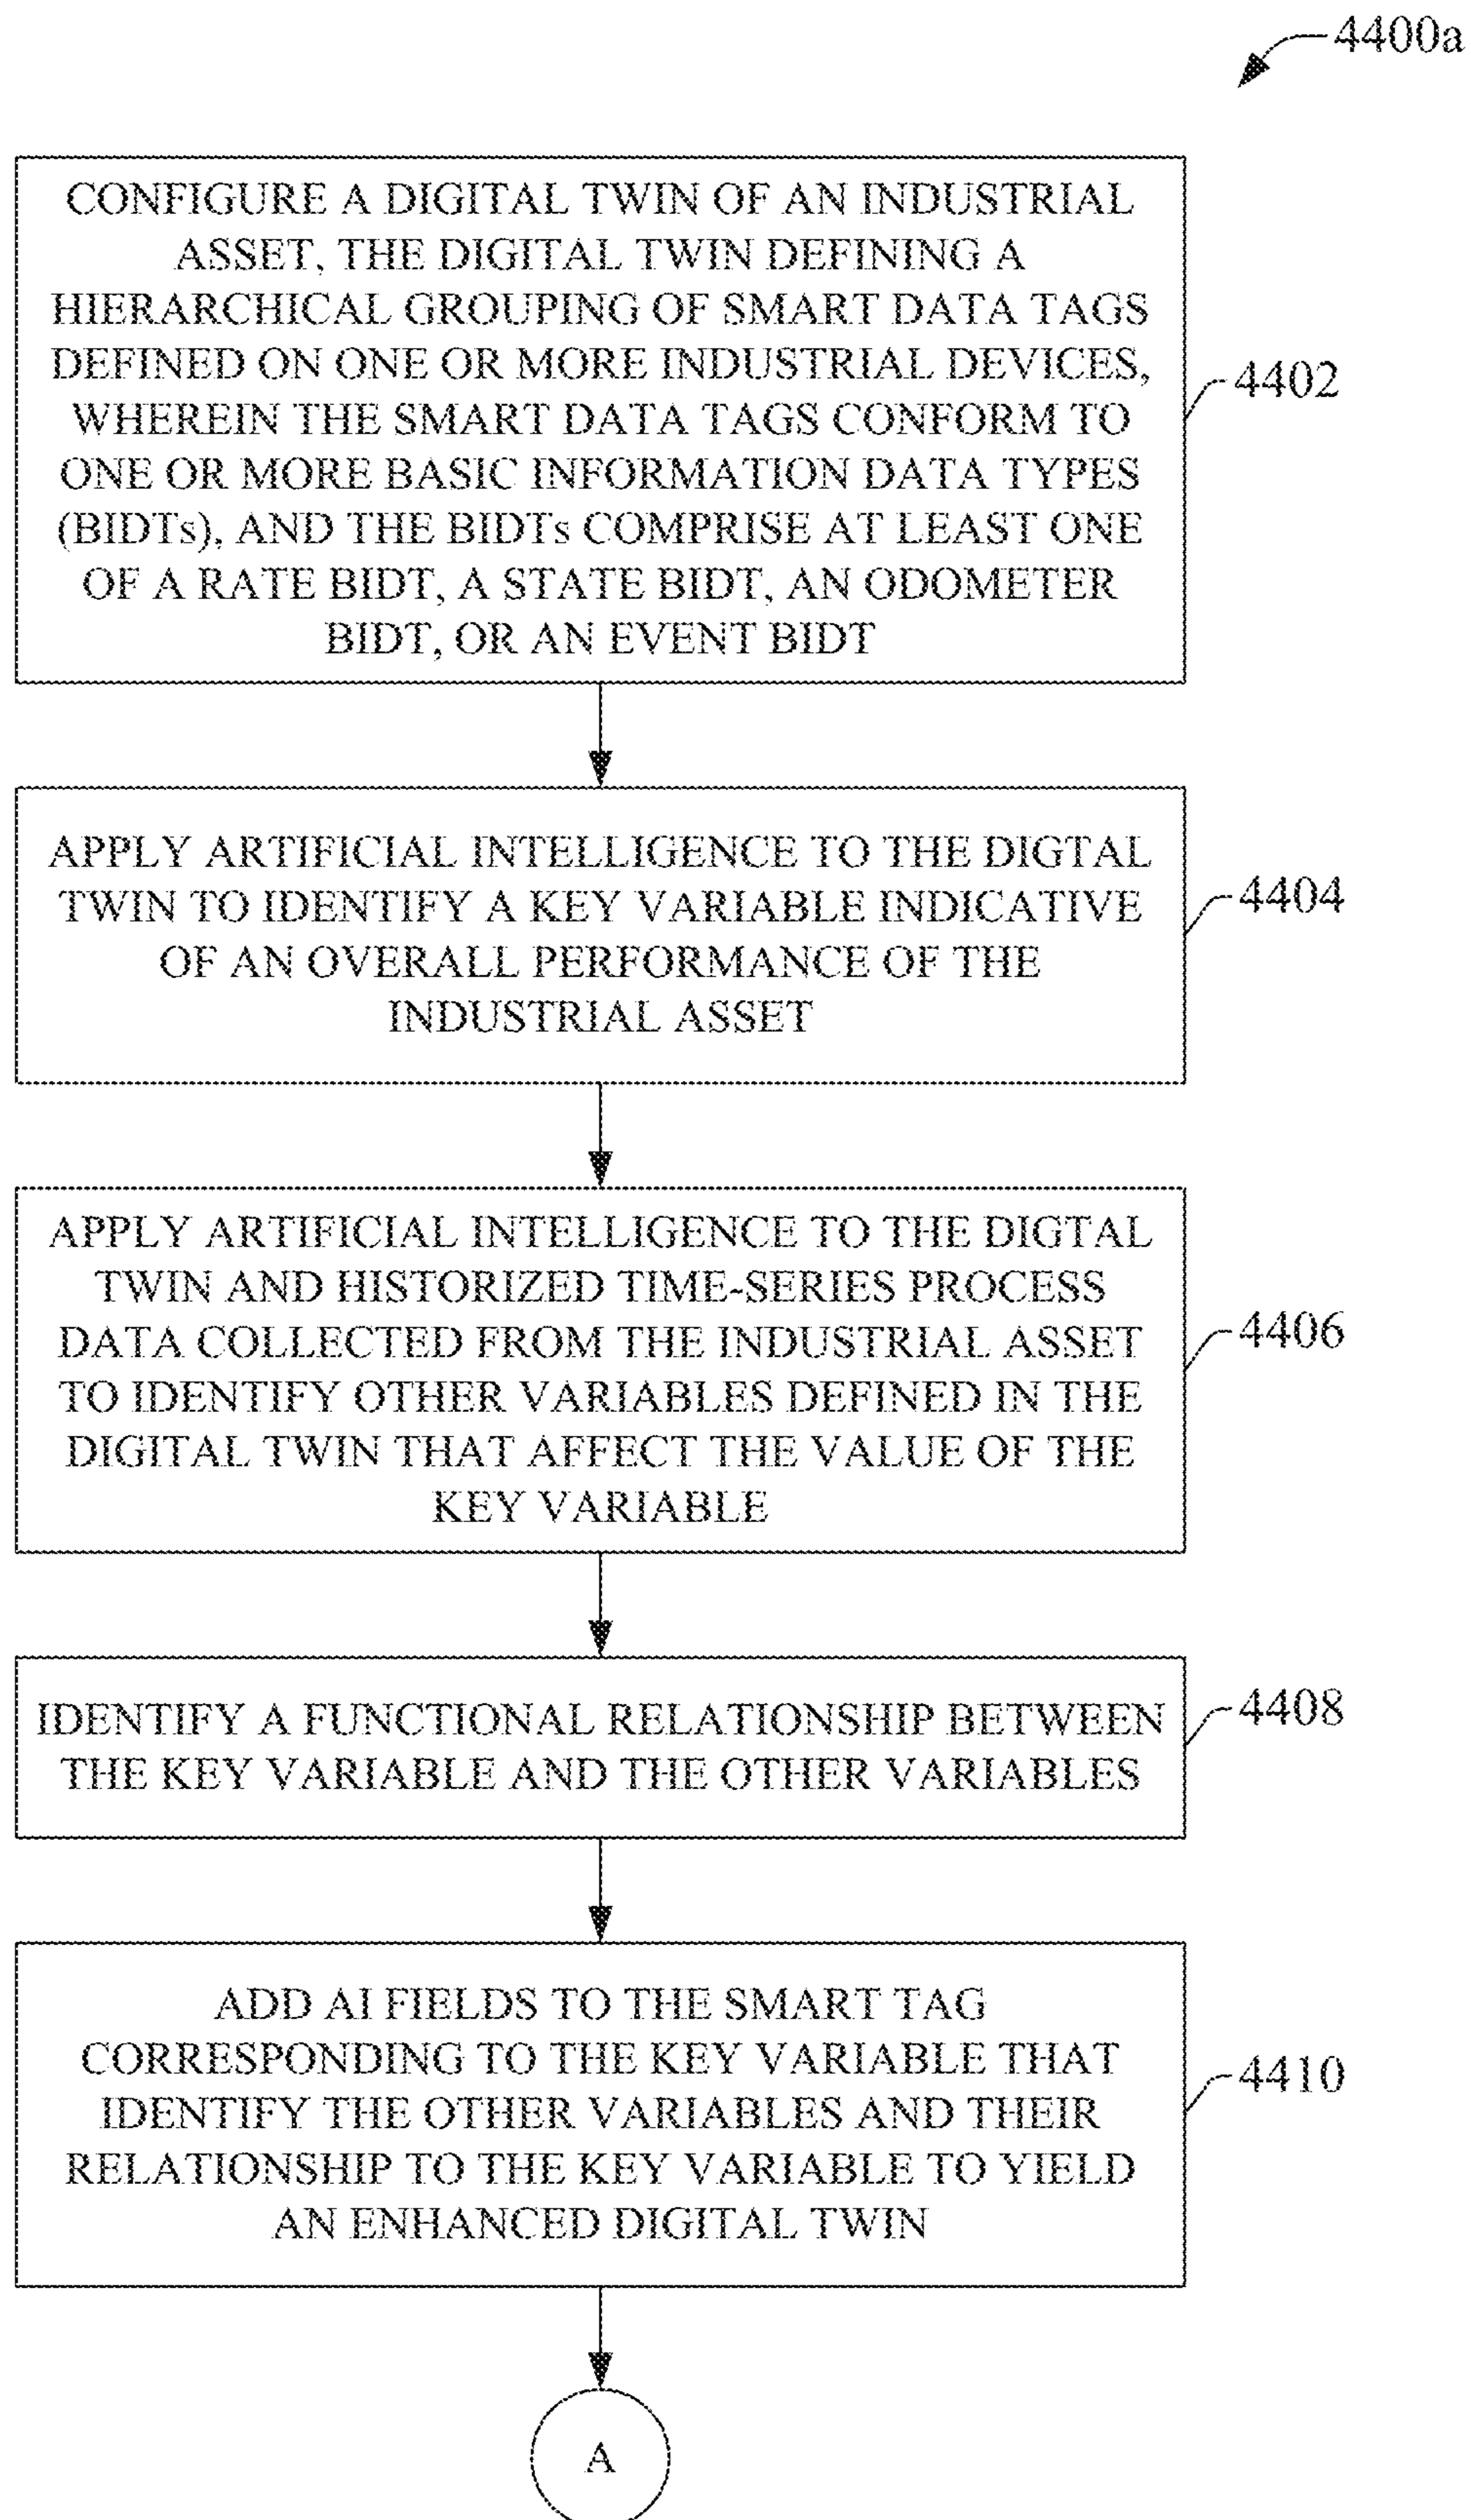 4400a
CONFIGURE A DIGITAL TWIN OF AN INDUSTRIAL
ASSET, THE DIGITAL TWIN DEFINING A
HIERARCHICAL GROUPING OF SMART DATA TAGS
DEFINED ON ONE OR MORE INDUSTRIAL DEVICES,
WHEREIN THE SMART DATA TAGS CONFORM TO
ONE OR MORE BASIC INFORMATION DATA TYPES
(BIDTs), AND THE BIDTs COMPRISE AT LEAST ONE
OF A RATE BIDT, A STATE BIDT, AN ODOMETER
BIDT, OR AN EVENT BIDT
4402
APPLY ARTIFICIAL INTELLIGENCE TO THE DIGTAL
TWIN TO IDENTIFY A KEY VARIABLE INDICATIVE
OF AN OVERALL PERFORMANCE OF THE
INDUSTRIAL ASSET
4404
APPLY ARTIFICIAL INTELLIGENCE TO THE DIGTAL
TWIN AND HISTORIZED TIME-SERIES PROCESS
DATA COLLECTED FROM THE INDUSTRIAL ASSET
TO IDENTIFY OTHER VARIABLES DEFINED IN THE
DIGITAL TWIN THAT AFFECT THE VALUE OF THE
KEY VARIABLE
4406
IDENTIFY A FUNCTIONAL RELATIONSHIP BETWEEN
THE KEY VARIABLE AND THE OTHER VARIABLES
4408
ADD AI FIELDS TO THE SMART TAG
CORRESPONDING TO THE KEY VARIABLE THAT
IDENTIFY THE OTHER VARIABLES AND THEIR
RELATIONSHIP TO THE KEY VARIABLE TO YIELD
AN ENHANCED DIGITAL TWIN
4410
A